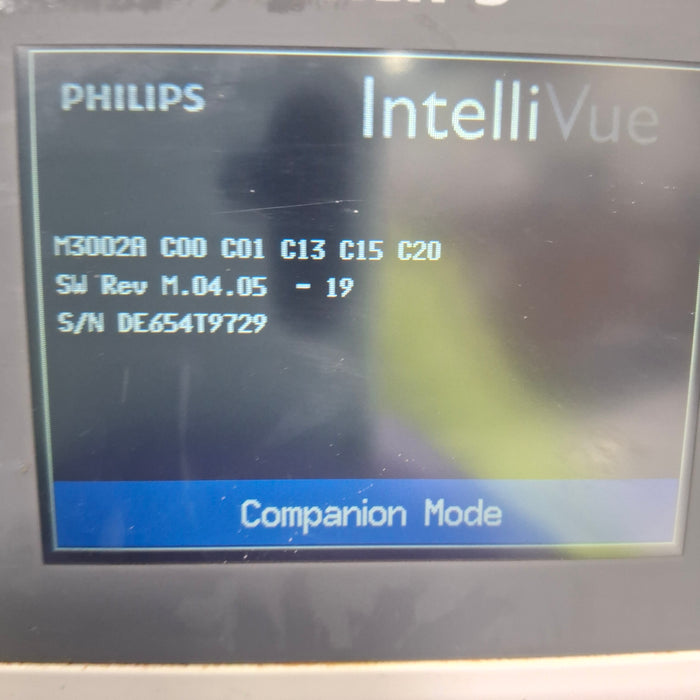 PHILIPS
IntelliVue
M3002A C00 C01 C13 C15 C20
SW Rev M.04.05 - 19
S/N DE654T9729
Companion Mode